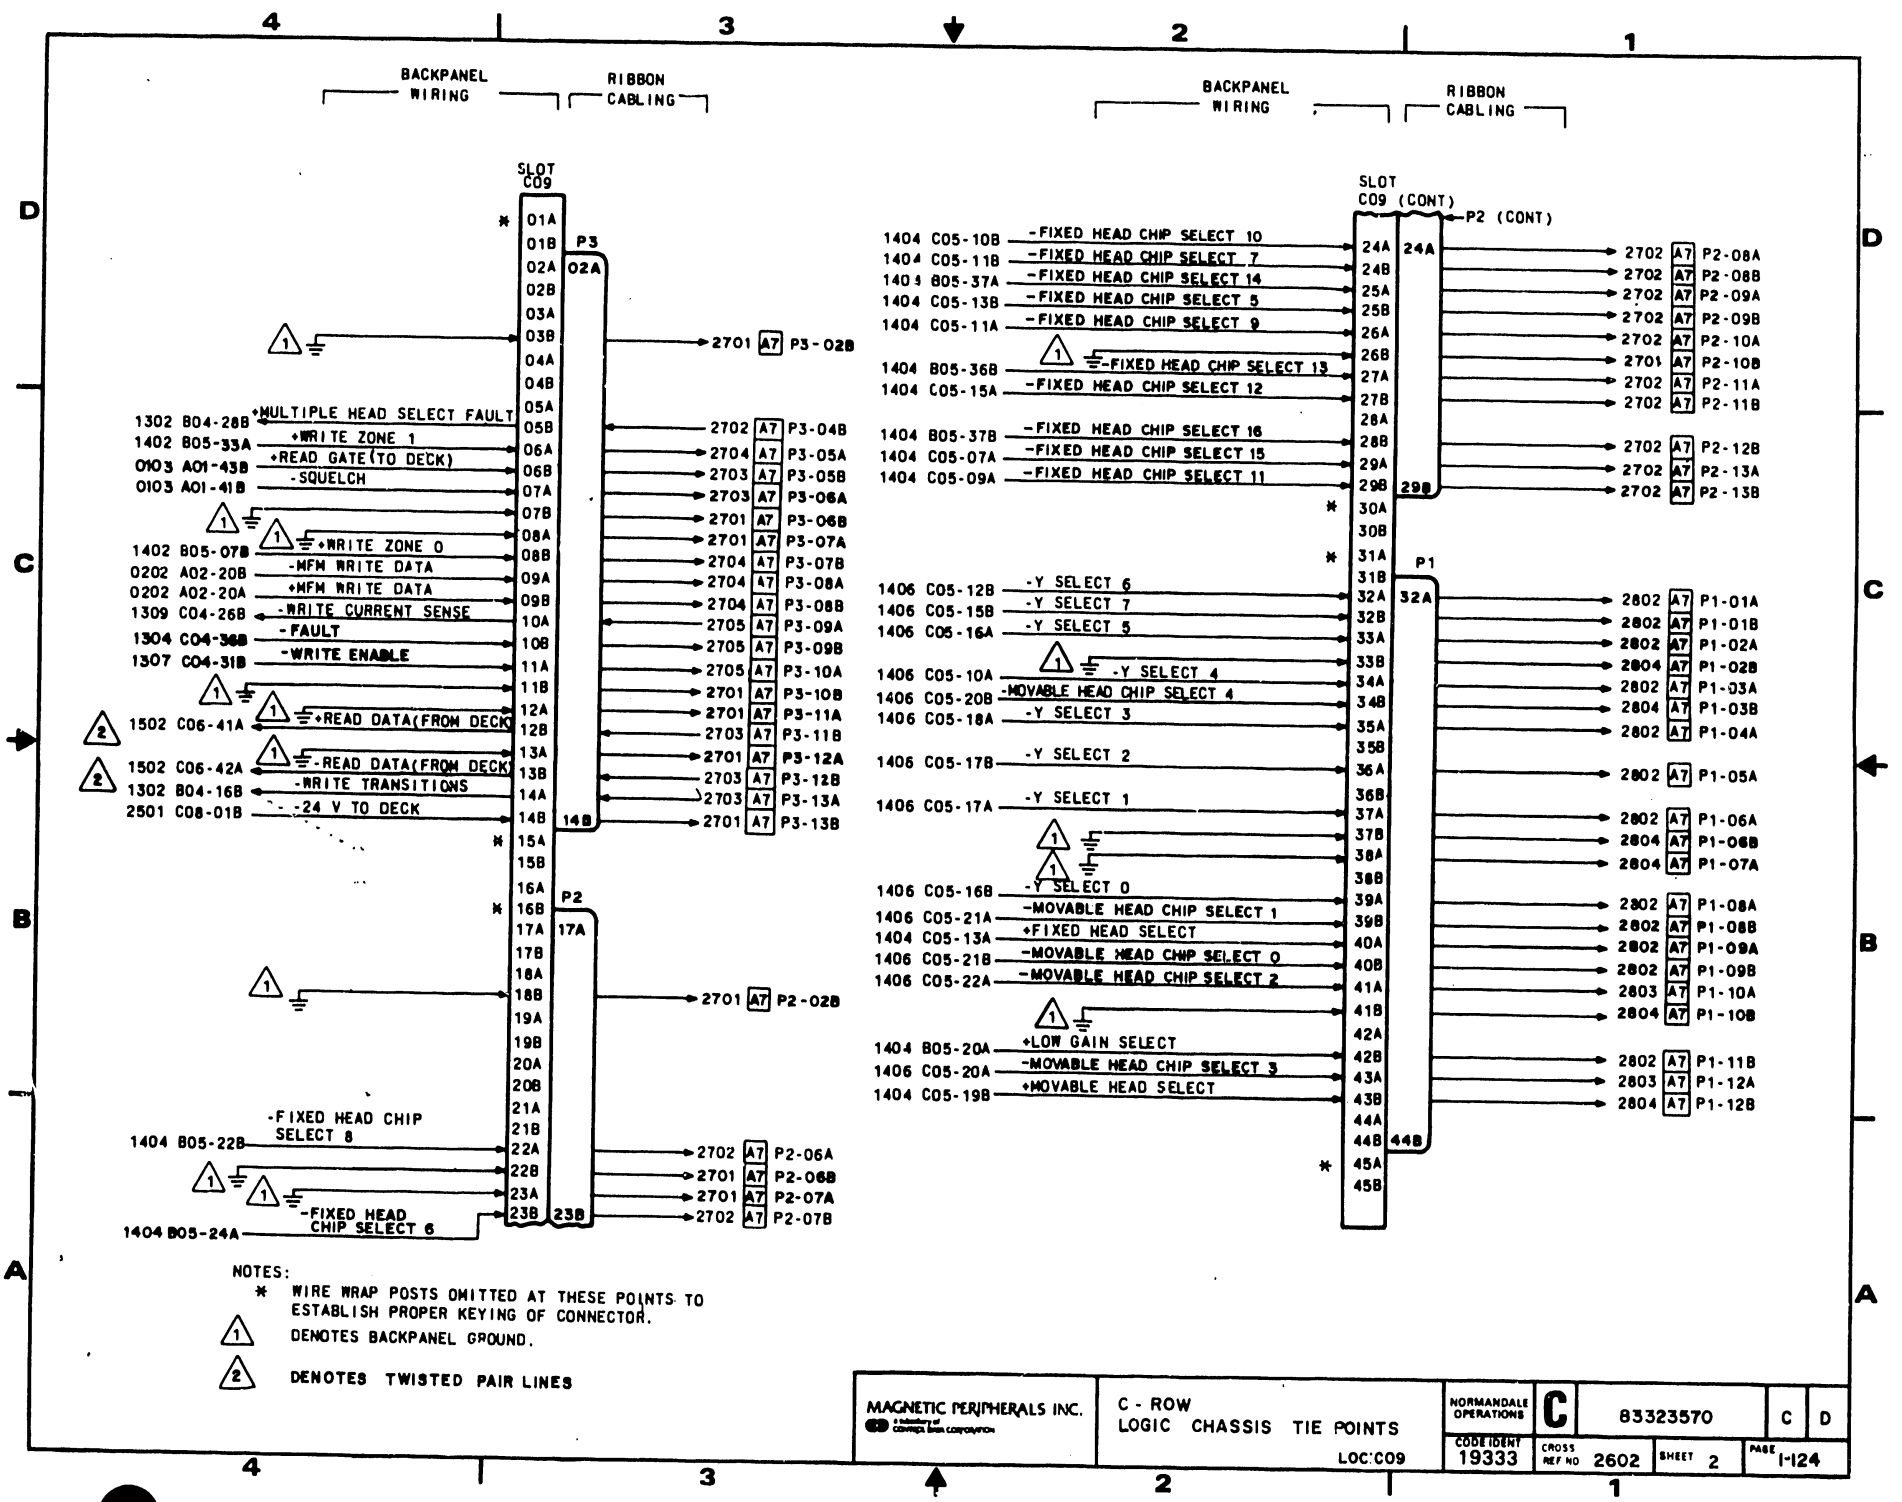 4 3 2 1
BACKPANEL
WIRING
RIBBON
CABLING
BACKPANEL
WIRING
RIBBON
CABLING
D
C
B
A
SLOT
C09
* 01A
01B P3
02A 02A
02B
03A
1 03B 2701 A7 P3-02B
04A
04B
05A
1302 B04-28B +MULTIPLE HEAD SELECT FAULT 05B 2702 A7 P3-04B
1402 B05-33A +WRITE ZONE 1 06A 2704 A7 P3-05A
0103 A01-43B +READ GATE(TO DECK) 06B 2703 A7 P3-05B
0103 A01-41B -SQUELCH 07A 2703 A7 P3-06A
1 07B 2701 A7 P3-06B
1 08A 2701 A7 P3-07A
1402 B05-07B +WRITE ZONE 0 08B 2704 A7 P3-07B
0202 A02-20B -MFM WRITE DATA 09A 2704 A7 P3-08A
0202 A02-20A +MFM WRITE DATA 09B 2704 A7 P3-08B
1309 C04-26B -WRITE CURRENT SENSE 10A 2705 A7 P3-09A
1304 C04-36B -FAULT 10B 2705 A7 P3-09B
1307 C04-31B -WRITE ENABLE 11A 2705 A7 P3-10A
1 11B 2701 A7 P3-10B
1 12A 2701 A7 P3-11A
2 1502 C06-41A +READ DATA(FROM DECK) 12B 2703 A7 P3-11B
1 13A 2701 A7 P3-12A
2 1502 C06-42A -READ DATA(FROM DECK) 13B 2703 A7 P3-12B
1302 B04-16B -WRITE TRANSITIONS 14A 2703 A7 P3-13A
2501 C08-01B -24 V TO DECK 14B 14B 2701 A7 P3-13B
* 15A
15B
16A
* 16B P2
17A 17A
17B
18A
1 18B 2701 A7 P2-02B
19A
19B
20A
20B
21A
21B
-FIXED HEAD CHIP
SELECT 8
1404 B05-22B 22A 2702 A7 P2-06A
1 22B 2701 A7 P2-06B
1 23A 2701 A7 P2-07A
-FIXED HEAD
CHIP SELECT 6
1404 B05-24A 23B 23B 2702 A7 P2-07B
SLOT
C09 (CONT)
P2 (CONT)
1404 C05-10B -FIXED HEAD CHIP SELECT 10 24A 24A 2702 A7 P2-08A
1404 C05-11B -FIXED HEAD CHIP SELECT 7 24B 2702 A7 P2-08B
B05-37A -FIXED HEAD CHIP SELECT 14 25A 2702 A7 P2-09A
1404 C05-13B -FIXED HEAD CHIP SELECT 5 25B 2702 A7 P2-09B
1404 C05-11A -FIXED HEAD CHIP SELECT 9 26A 2702 A7 P2-10A
1 26B 2701 A7 P2-10B
1404 B05-36B -FIXED HEAD CHIP SELECT 13 27A 2702 A7 P2-11A
1404 C05-15A -FIXED HEAD CHIP SELECT 12 27B 2702 A7 P2-11B
28A
1404 B05-37B -FIXED HEAD CHIP SELECT 16 28B 2702 A7 P2-12B
1404 C05-07A -FIXED HEAD CHIP SELECT 15 29A 2702 A7 P2-13A
1404 C05-09A -FIXED HEAD CHIP SELECT 11 29B 29B 2702 A7 P2-13B
* 30A
30B
* 31A P1
31B
1406 C05-12B -Y SELECT 6 32A 32A 2802 A7 P1-01A
1406 C05-15B -Y SELECT 7 32B 2802 A7 P1-01B
1406 C05-16A -Y SELECT 5 33A 2802 A7 P1-02A
1 33B 2804 A7 P1-02B
1406 C05-10A -Y SELECT 4 34A 2802 A7 P1-03A
1406 C05-20B -MOVABLE HEAD CHIP SELECT 4 34B 2804 A7 P1-03B
1406 C05-18A -Y SELECT 3 35A 2802 A7 P1-04A
35B
1406 C05-17B -Y SELECT 2 36A 2802 A7 P1-05A
36B
1406 C05-17A -Y SELECT 1 37A 2802 A7 P1-06A
1 37B 2804 A7 P1-06B
1 38A 2804 A7 P1-07A
38B
1406 C05-16B -Y SELECT 0 39A 2802 A7 P1-08A
1406 C05-21A -MOVABLE HEAD CHIP SELECT 1 39B 2802 A7 P1-08B
1404 C05-13A +FIXED HEAD SELECT 40A 2802 A7 P1-09A
1406 C05-21B -MOVABLE HEAD CHIP SELECT 0 40B 2802 A7 P1-09B
1406 C05-22A -MOVABLE HEAD CHIP SELECT 2 41A 2803 A7 P1-10A
1 41B 2804 A7 P1-10B
42A
1404 B05-20A +LOW GAIN SELECT 42B 2802 A7 P1-11B
1406 C05-20A -MOVABLE HEAD CHIP SELECT 3 43A 2803 A7 P1-12A
1404 C05-19B +MOVABLE HEAD SELECT 43B 2804 A7 P1-12B
44A
44B 44B
* 45A
45B
D
C
B
A
NOTES:
* WIRE WRAP POSTS OMITTED AT THESE POINTS TO
ESTABLISH PROPER KEYING OF CONNECTOR.
1 DENOTES BACKPANEL GROUND.
2 DENOTES TWISTED PAIR LINES
MAGNETIC PERIPHERALS INC.
a subsidiary of
CONTROL DATA CORPORATION
C - ROW
LOGIC CHASSIS TIE POINTS
LOC:C09
NORMANDALE
OPERATIONS
C
83323570
C D
CODE IDENT
19333
CROSS
REF NO 2602
SHEET 2
PAGE 1-124
4 3 2 1